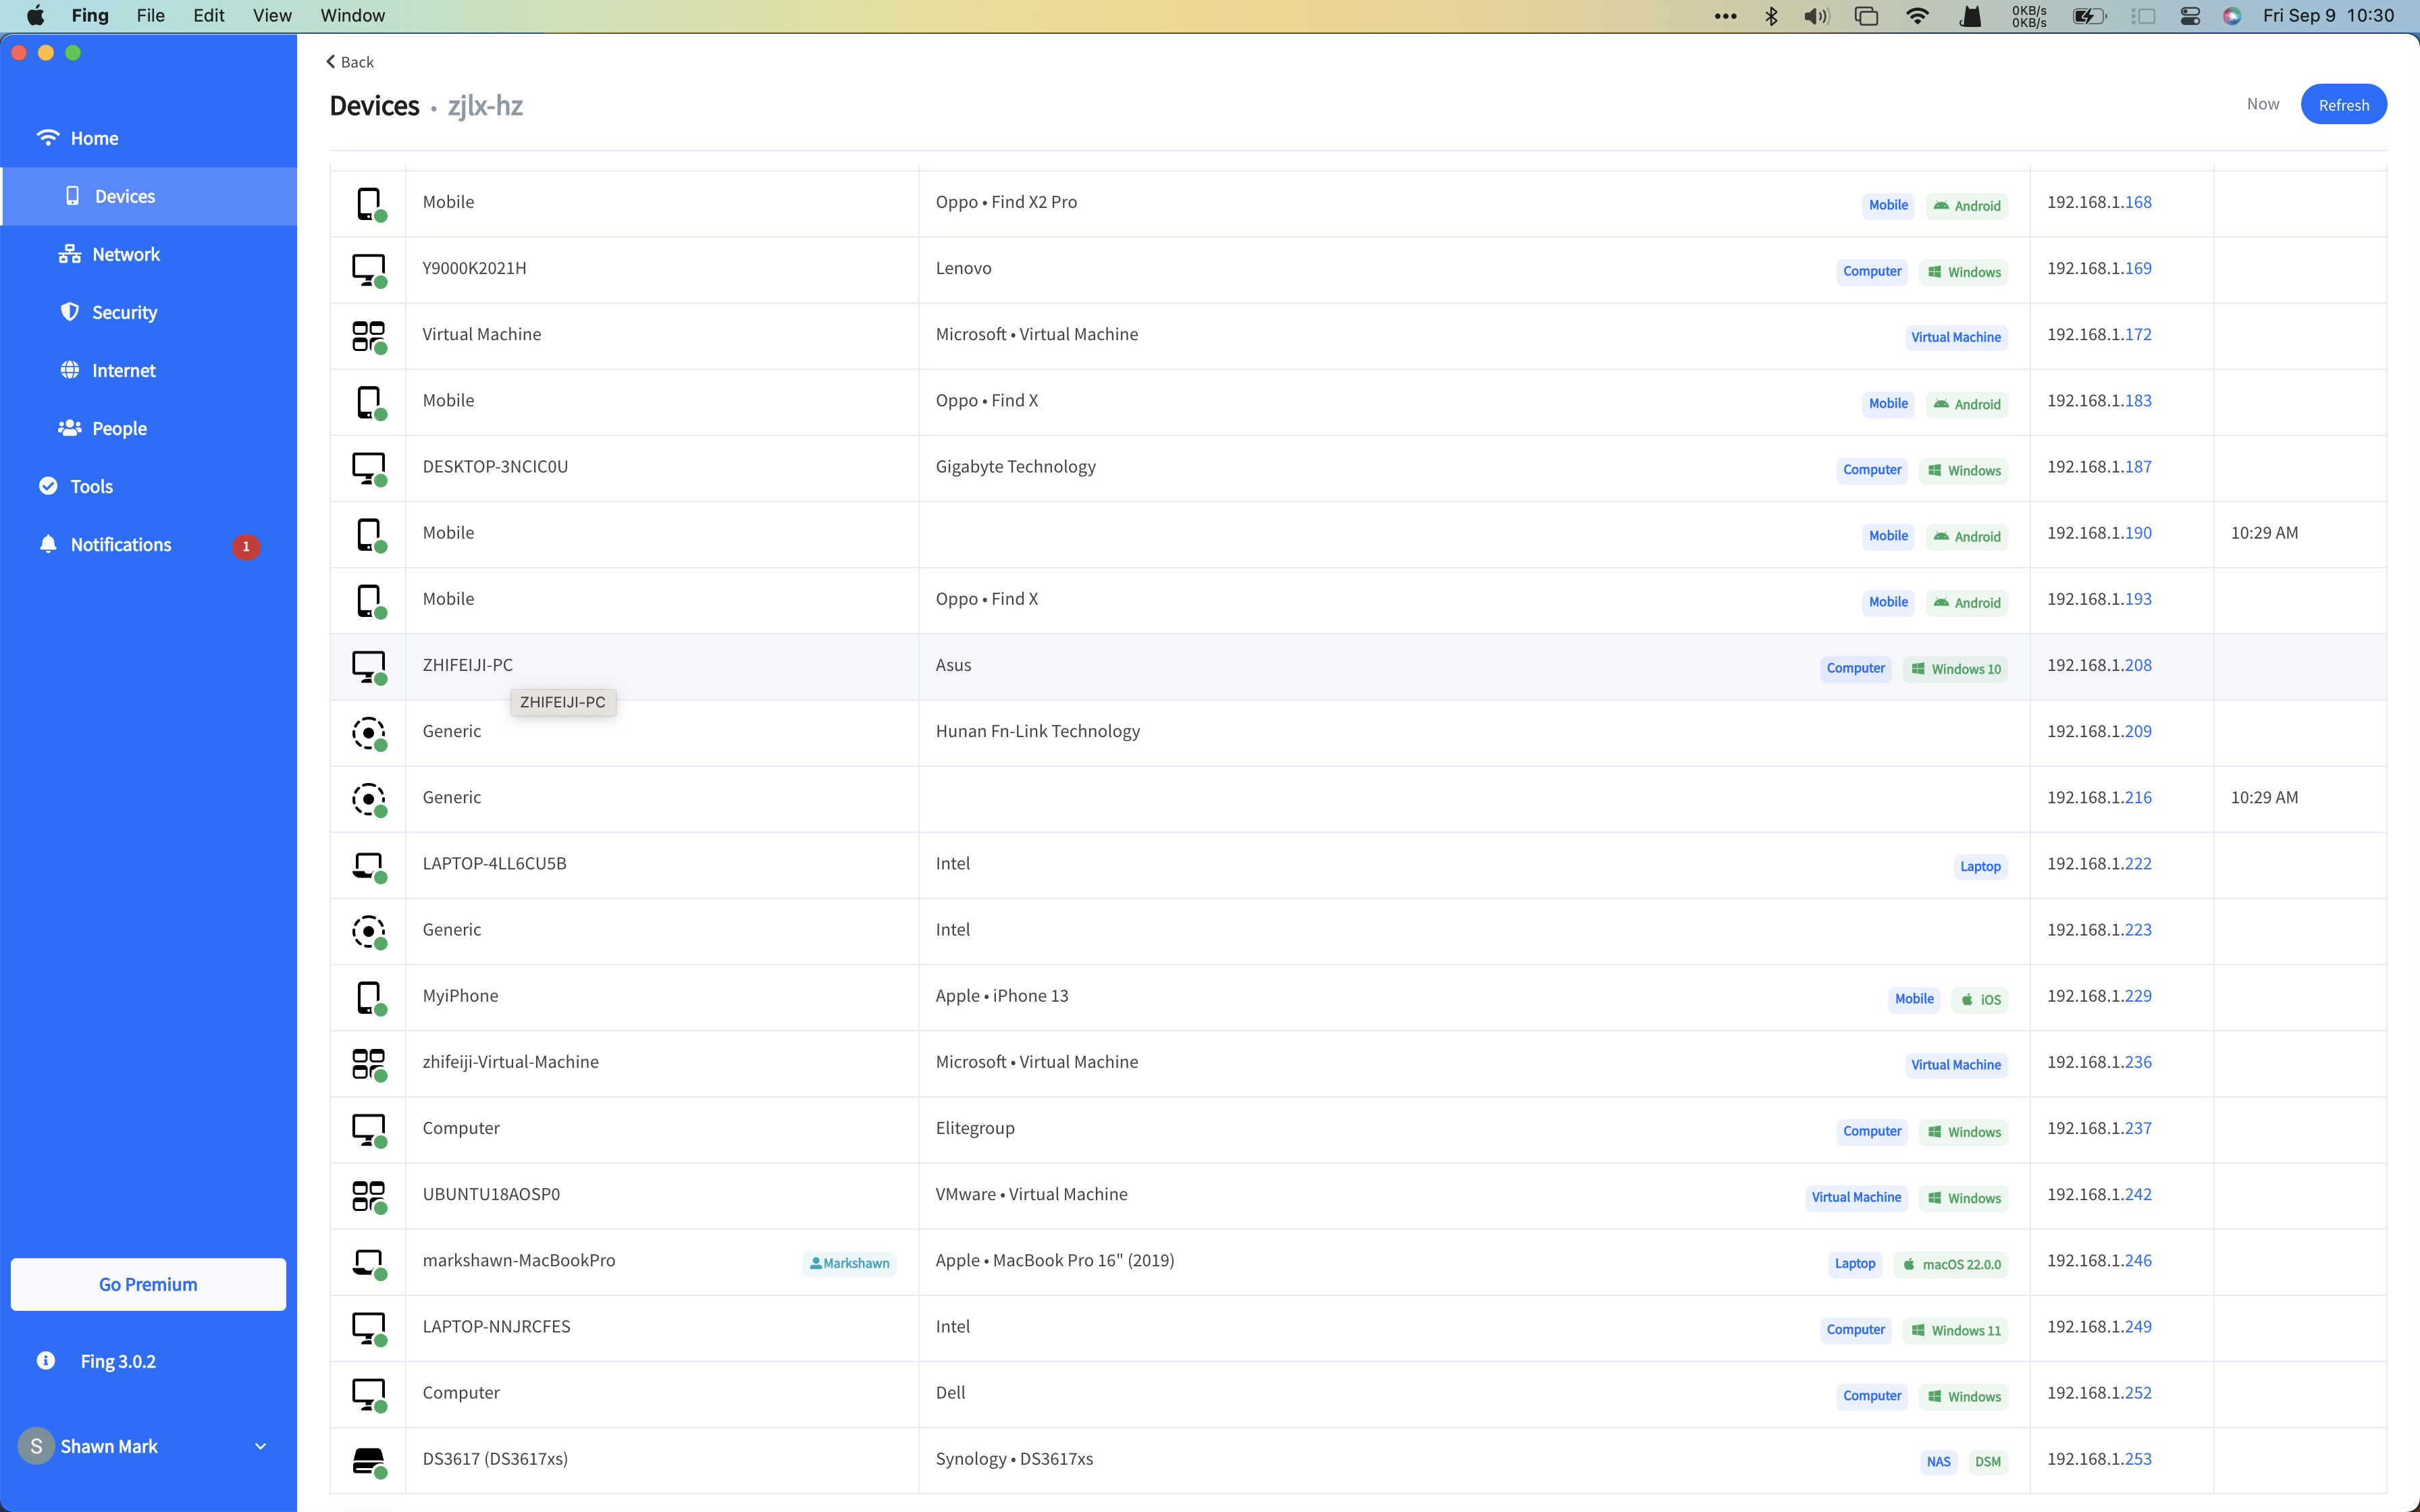 Fing File Edit View Window 0KB/s 0KB/s Fri Sep 9 10:30
Back
Devices • zjlx-hz Now Refresh
Home
Devices
Network
Security
Internet
People
Tools
Notifications 1
Go Premium
Fing 3.0.2
S Shawn Mark
Mobile Oppo • Find X2 Pro Mobile Android 192.168.1.168
Y9000K2021H Lenovo Computer Windows 192.168.1.169
Virtual Machine Microsoft • Virtual Machine Virtual Machine 192.168.1.172
Mobile Oppo • Find X Mobile Android 192.168.1.183
DESKTOP-3NCIC0U Gigabyte Technology Computer Windows 192.168.1.187
Mobile Mobile Android 192.168.1.190 10:29 AM
Mobile Oppo • Find X Mobile Android 192.168.1.193
ZHIFEIJI-PC Asus Computer Windows 10 192.168.1.208
ZHIFEIJI-PC
Generic Hunan Fn-Link Technology 192.168.1.209
Generic 192.168.1.216 10:29 AM
LAPTOP-4LL6CU5B Intel Laptop 192.168.1.222
Generic Intel 192.168.1.223
MyiPhone Apple • iPhone 13 Mobile iOS 192.168.1.229
zhifeiji-Virtual-Machine Microsoft • Virtual Machine Virtual Machine 192.168.1.236
Computer Elitegroup Computer Windows 192.168.1.237
UBUNTU18AOSP0 VMware • Virtual Machine Virtual Machine Windows 192.168.1.242
markshawn-MacBookPro Markshawn Apple • MacBook Pro 16" (2019) Laptop macOS 22.0.0 192.168.1.246
LAPTOP-NNJRCFES Intel Computer Windows 11 192.168.1.249
Computer Dell Computer Windows 192.168.1.252
DS3617 (DS3617xs) Synology • DS3617xs NAS DSM 192.168.1.253